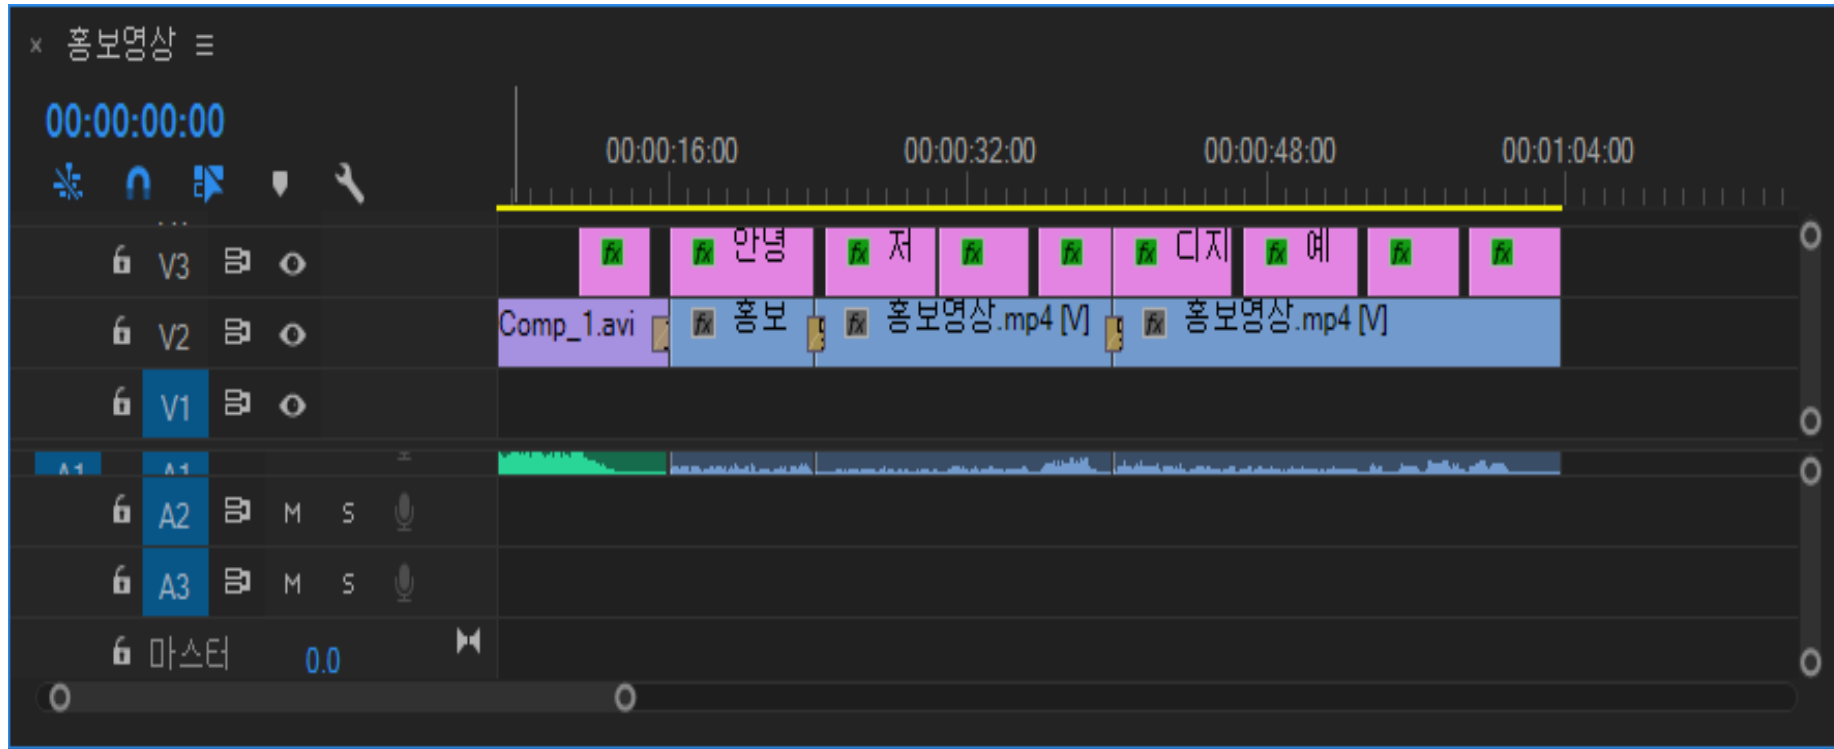 × 홍보영상 ≡
00:00:00:00
00:00:16:00 00:00:32:00 00:00:48:00 00:01:04:00
V3 fx fx 안녕 fx 저 fx fx fx 디지 fx 예 fx fx
V2 Comp_1.avi fx 홍보 fx 홍보영상.mp4 [V] fx 홍보영상.mp4 [V]
V1
A1 A1
A2 M S
A3 M S
마스터 0.0